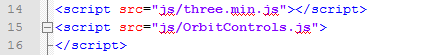 14 <script src="js/three.min.js"></script>
15 <script src="js/OrbitControls.js">
16 </script>